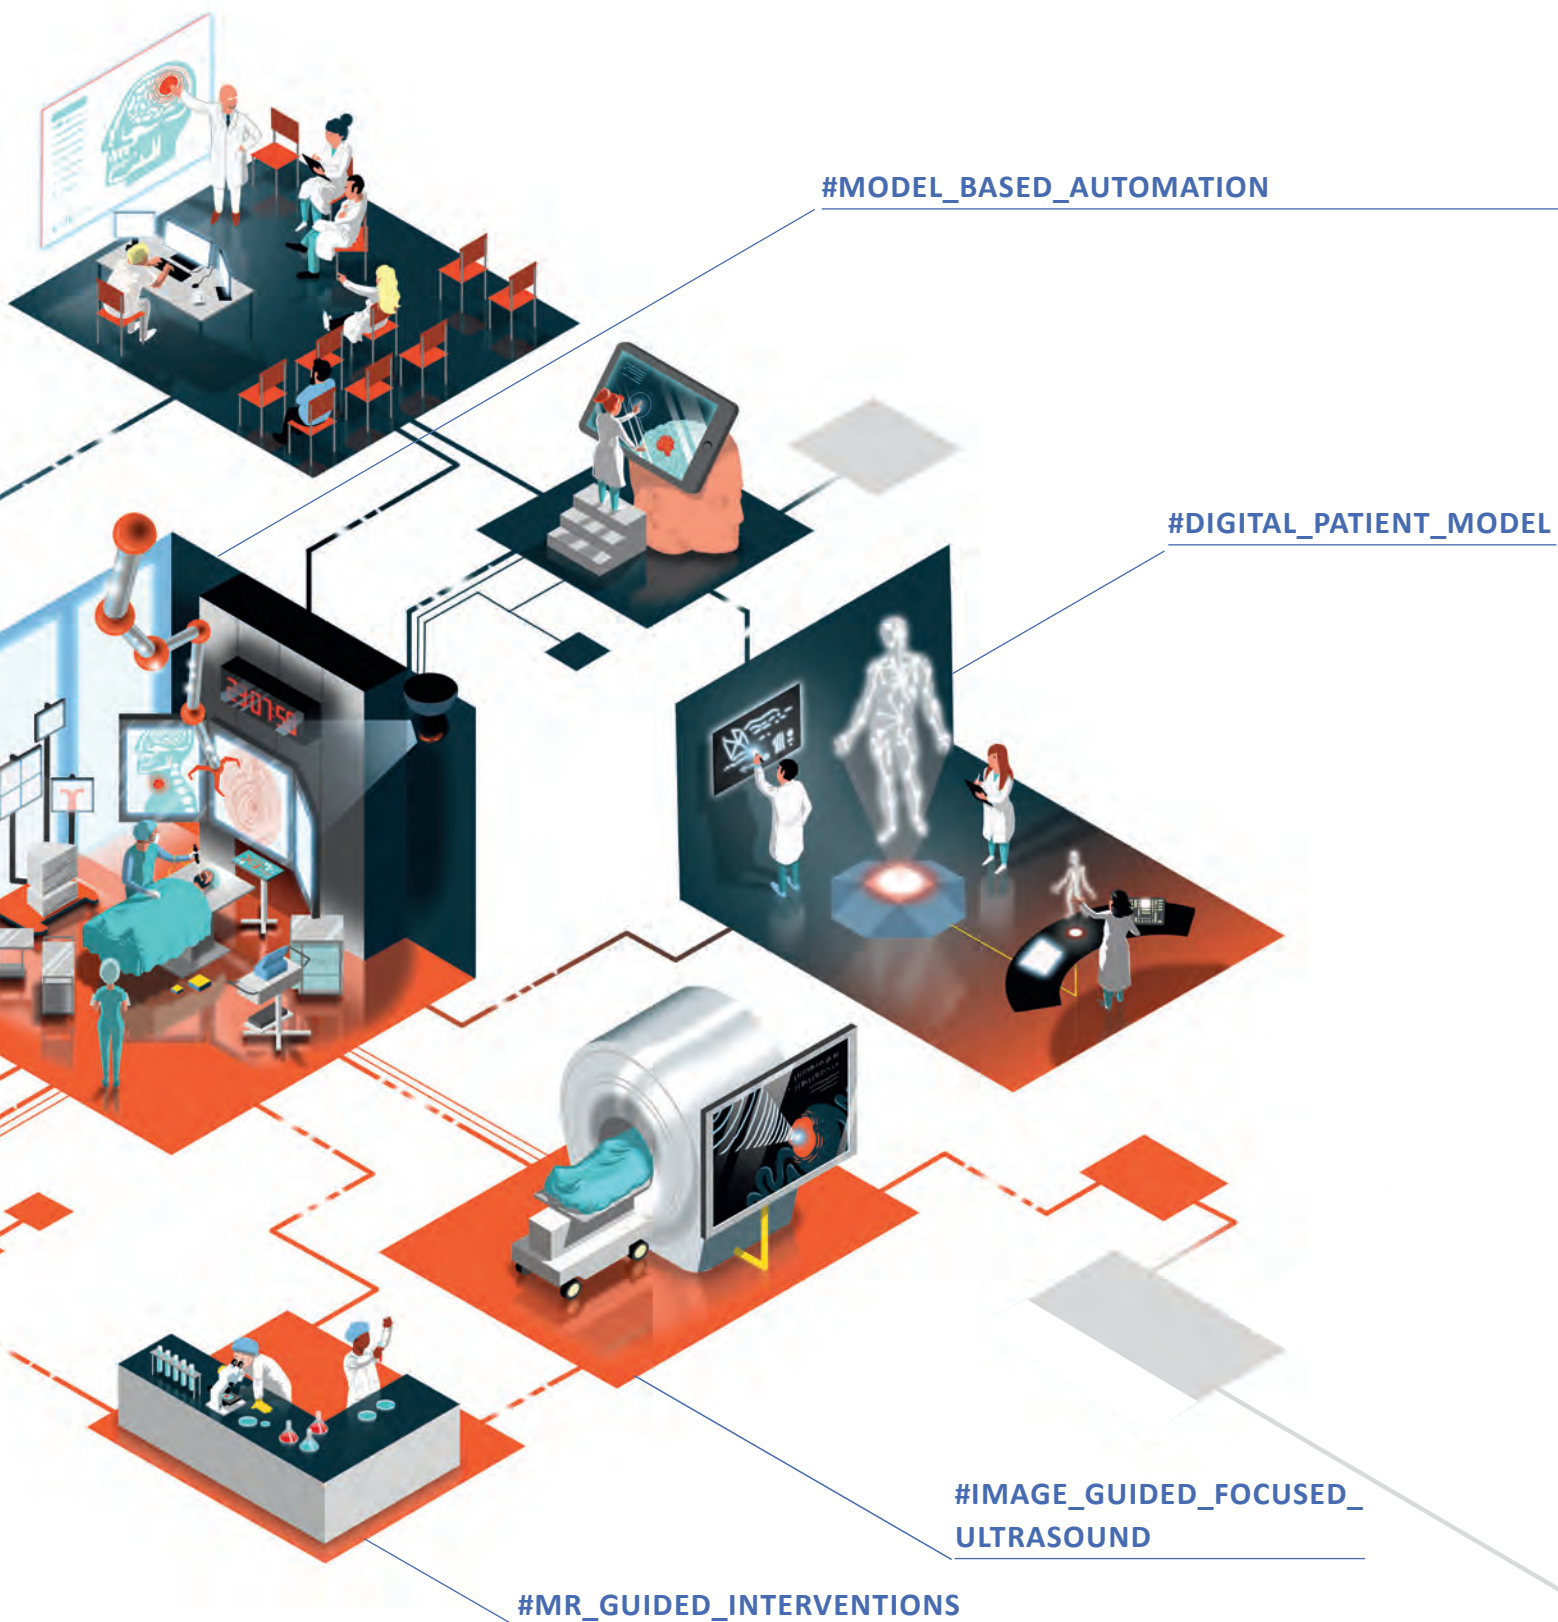 #MODEL_BASED_AUTOMATION
#DIGITAL_PATIENT_MODEL
#IMAGE_GUIDED_FOCUSED_
ULTRASOUND
#MR_GUIDED_INTERVENTIONS